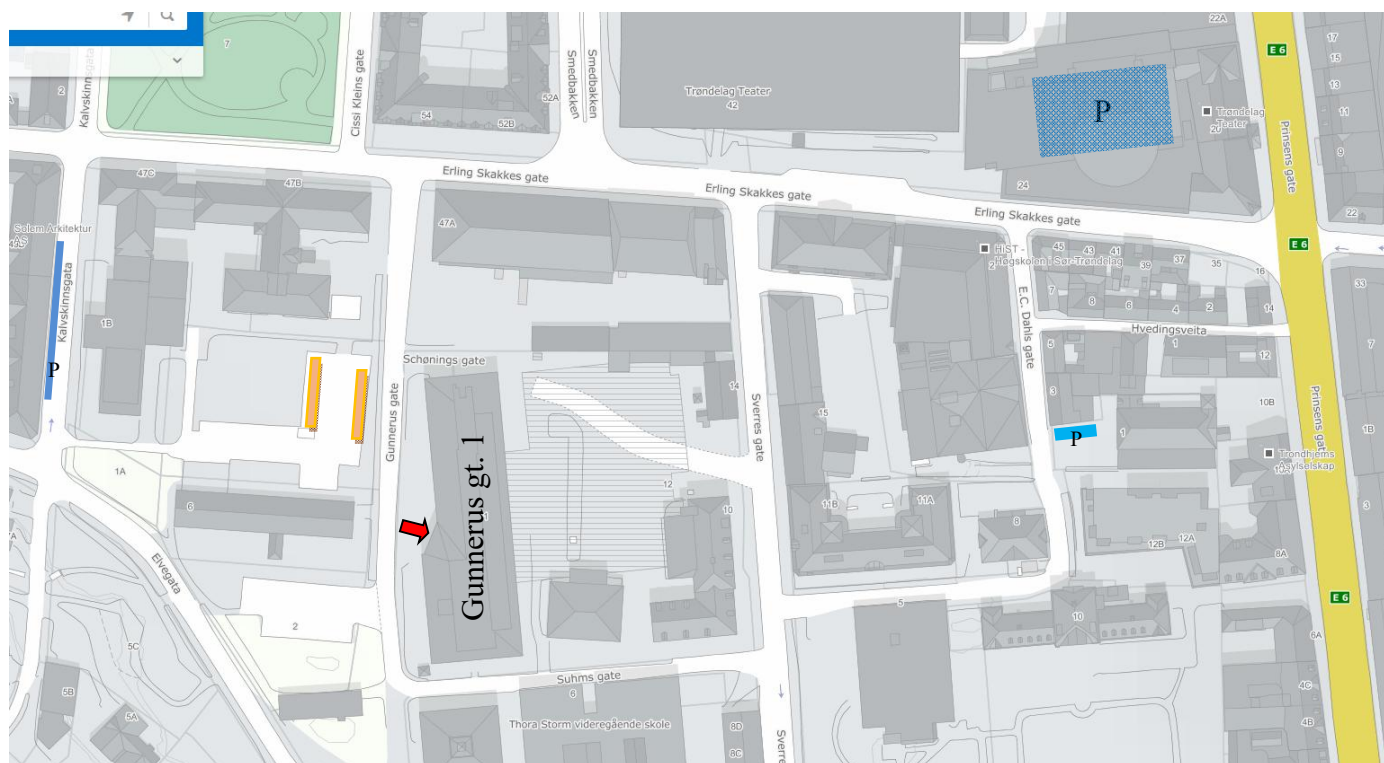 22A
7
E 6
17
15
13
11
9
22
2
Kalvskinnsgata
Cissi Kleins gate
54
52B
52A
Smedbakken
Smedbakken
Trøndelag Teater
42
P
Trøndelag
Teater
20
Prinsens gate
24
Erling Skakkes gate
Erling Skakkes gate
Erling Skakkes gate
E 6
47C
47B
47A
Solem Arkitektur
Kalvskinnsgata
1B
P
HiST -
Høgskolen i Sør-Trøndelag
2
45
43
41
39
37
35
16
7
8
6
4
2
14
33
Hvedingsveita
E.C. Dahls gate
5
1
12
7
3
Schønings gate
Gunnerus gate
Gunnerus gt. 1
14
Sverres gate
15
P
1
10B
Prinsens gate
1B
Trondhjems
Asylselskap
10A
1A
6
12
10
11B
11A
8
12B
12A
8A
3
Elvegata
2
5
10
E 6
6A
5C
5B
5A
Suhms gate
6
Thora Storm videregående skole
8D
8C
Sverre
4C
4B